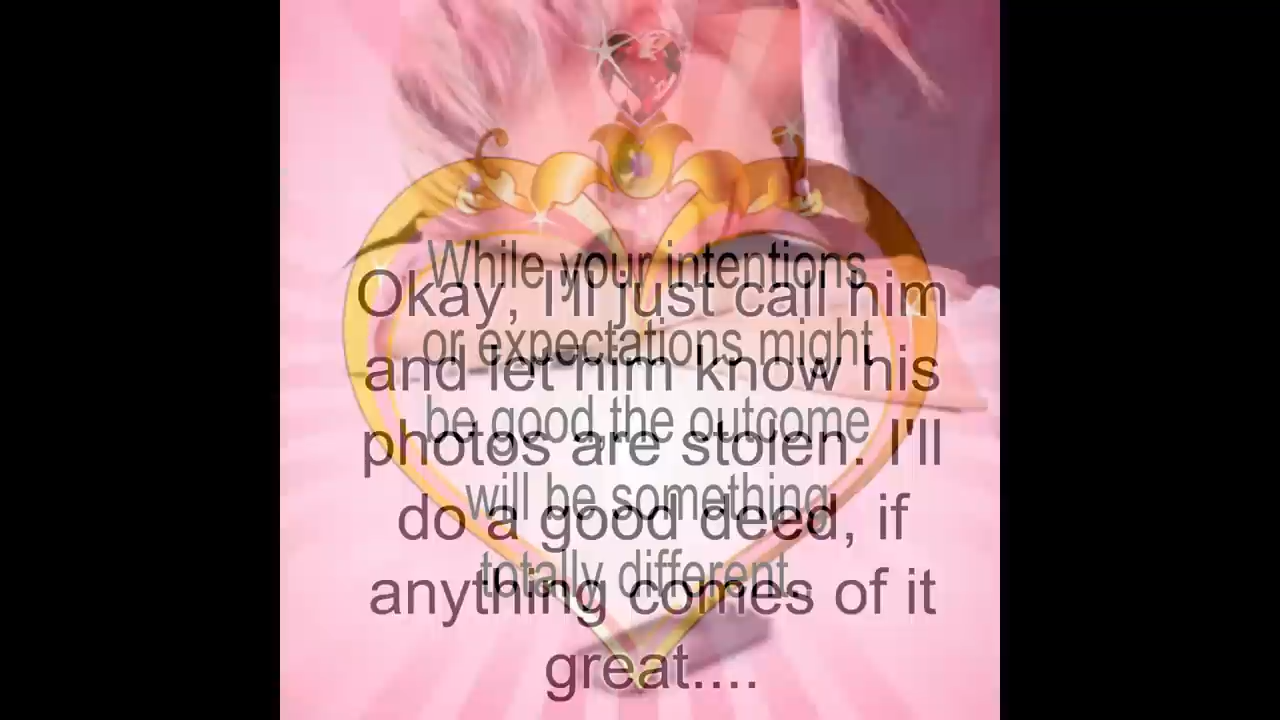 While your intentions
or expectations might
be good,the outcome
will be something
totally different.
Okay, I'll just call him
and let him know his
photos are stolen. I'll
do a good deed, if
anything comes of it
great....